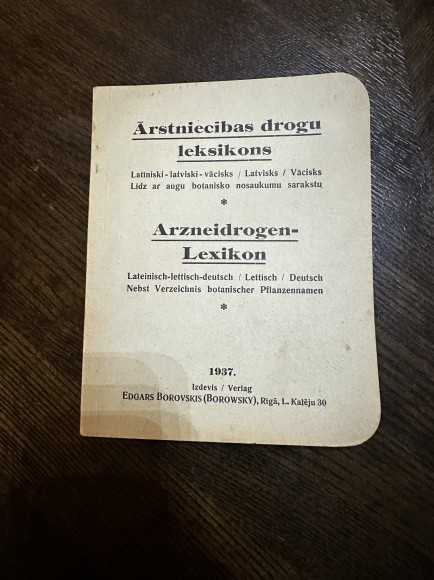 Ārstniecības drogu
leksikons
Latīniski-latviski-vācisks / Latvisks / Vācisks
Līdz ar augu botanisko nosaukumu sarakstu
*
Arzneidrogen-
Lexikon
Lateinisch-lettisch-deutsch / Lettisch / Deutsch
Nebst Verzeichnis botanischer Pflanzennamen
*
1937.
Izdevis / Verlag
EDGARS BOROVSKIS (BOROWSKY), Rīgā, L. Kalēju 30